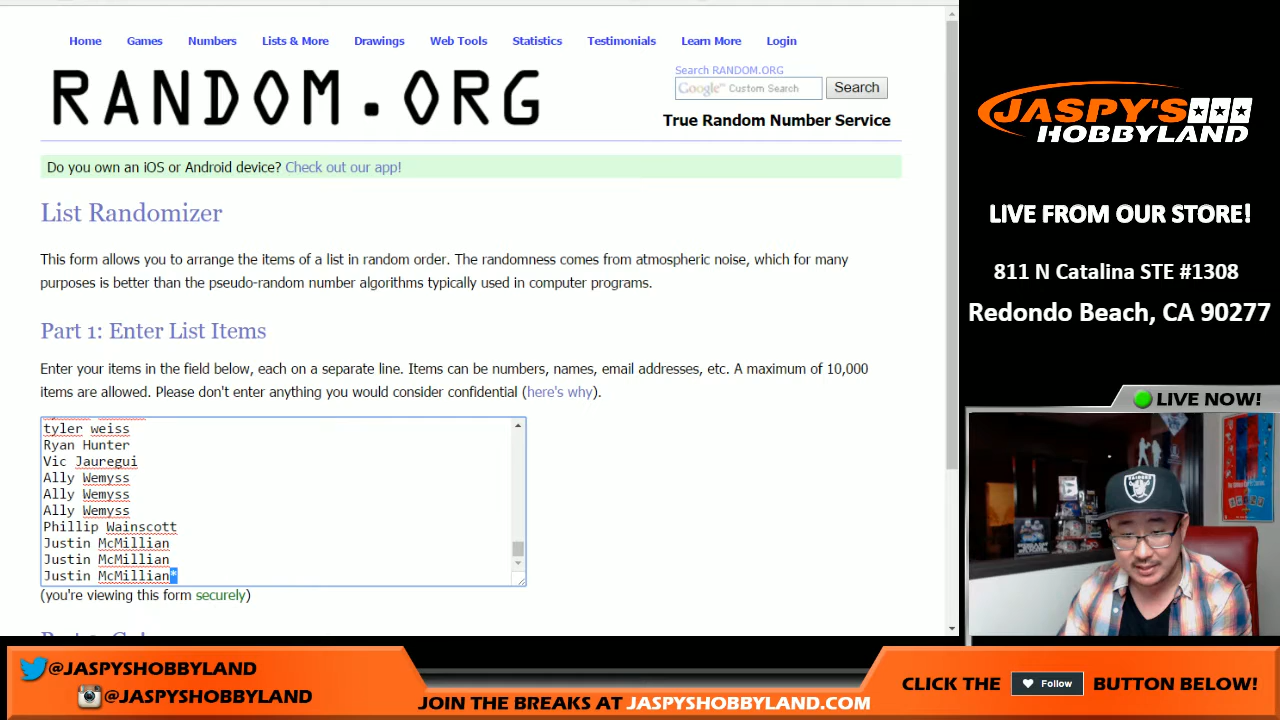 Home Games Numbers Lists & More Drawings Web Tools Statistics Testimonials Learn More Login
RANDOM.ORG
Search RANDOM.ORG
Google™ Custom Search Search
True Random Number Service
Do you own an iOS or Android device? Check out our app!
List Randomizer
This form allows you to arrange the items of a list in random order. The randomness comes from atmospheric noise, which for many
purposes is better than the pseudo-random number algorithms typically used in computer programs.
Part 1: Enter List Items
Enter your items in the field below, each on a separate line. Items can be numbers, names, email addresses, etc. A maximum of 10,000
items are allowed. Please don't enter anything you would consider confidential (here's why).
tyler weiss
Ryan Hunter
Vic Jauregui
Ally Wemyss
Ally Wemyss
Ally Wemyss
Phillip Wainscott
Justin McMillian
Justin McMillian
Justin McMillian*
(you're viewing this form securely)
JASPY'S
HOBBYLAND
LIVE FROM OUR STORE!
811 N Catalina STE #1308
Redondo Beach, CA 90277
LIVE NOW!
RAIDERS
@JASPYSHOBBYLAND
@JASPYSHOBBYLAND
JOIN THE BREAKS AT JASPYSHOBBYLAND.COM
CLICK THE Follow BUTTON BELOW!